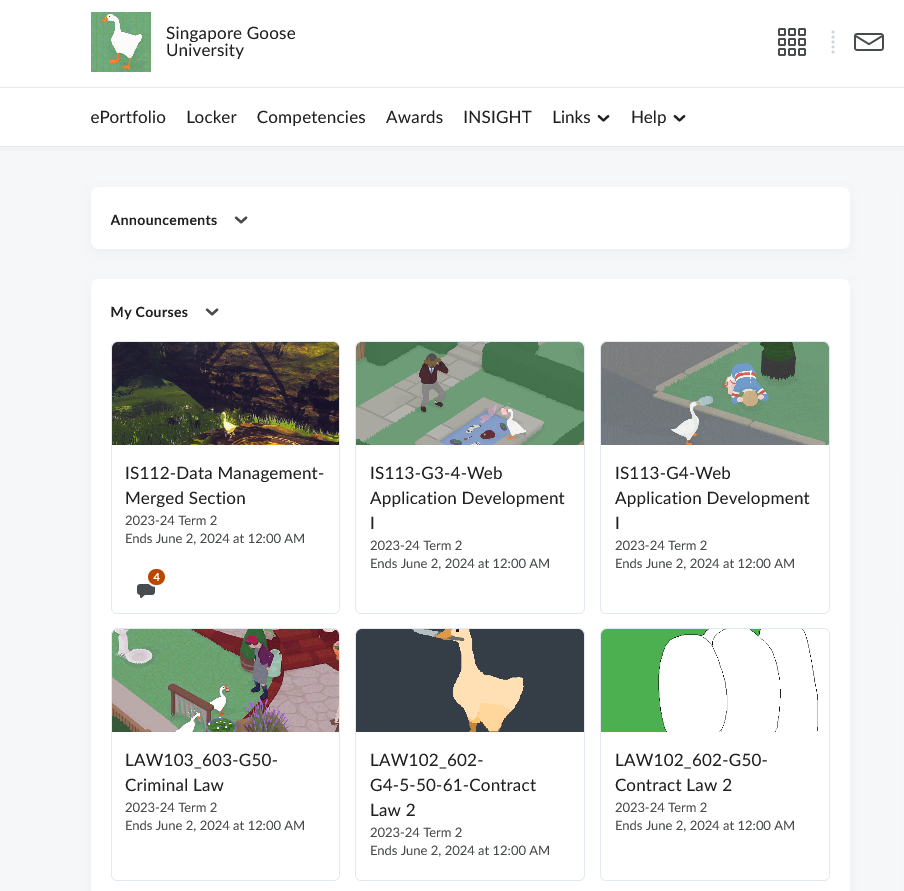 Singapore Goose
University
ePortfolio Locker Competencies Awards INSIGHT Links Help
Announcements
My Courses
IS112-Data Management-
Merged Section
2023-24 Term 2
Ends June 2, 2024 at 12:00 AM
4
IS113-G3-4-Web
Application Development
I
2023-24 Term 2
Ends June 2, 2024 at 12:00 AM
IS113-G4-Web
Application Development
I
2023-24 Term 2
Ends June 2, 2024 at 12:00 AM
LAW103_603-G50-
Criminal Law
2023-24 Term 2
Ends June 2, 2024 at 12:00 AM
LAW102_602-
G4-5-50-61-Contract
Law 2
2023-24 Term 2
Ends June 2, 2024 at 12:00 AM
LAW102_602-G50-
Contract Law 2
2023-24 Term 2
Ends June 2, 2024 at 12:00 AM